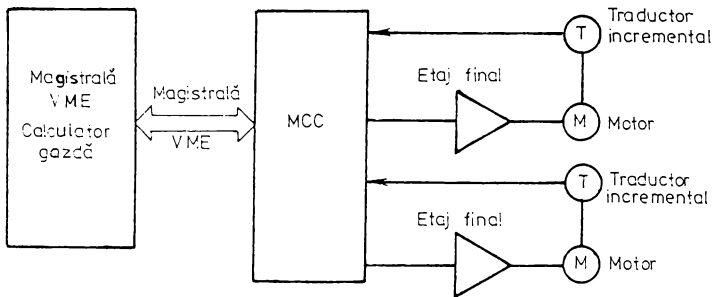 Magistrală
VME
Calculator
gazdă
Magistrală
VME
MCC
T
Traductor
incremental
Etaj final
M
Motor
T
Traductor
incremental
Etaj final
M
Motor